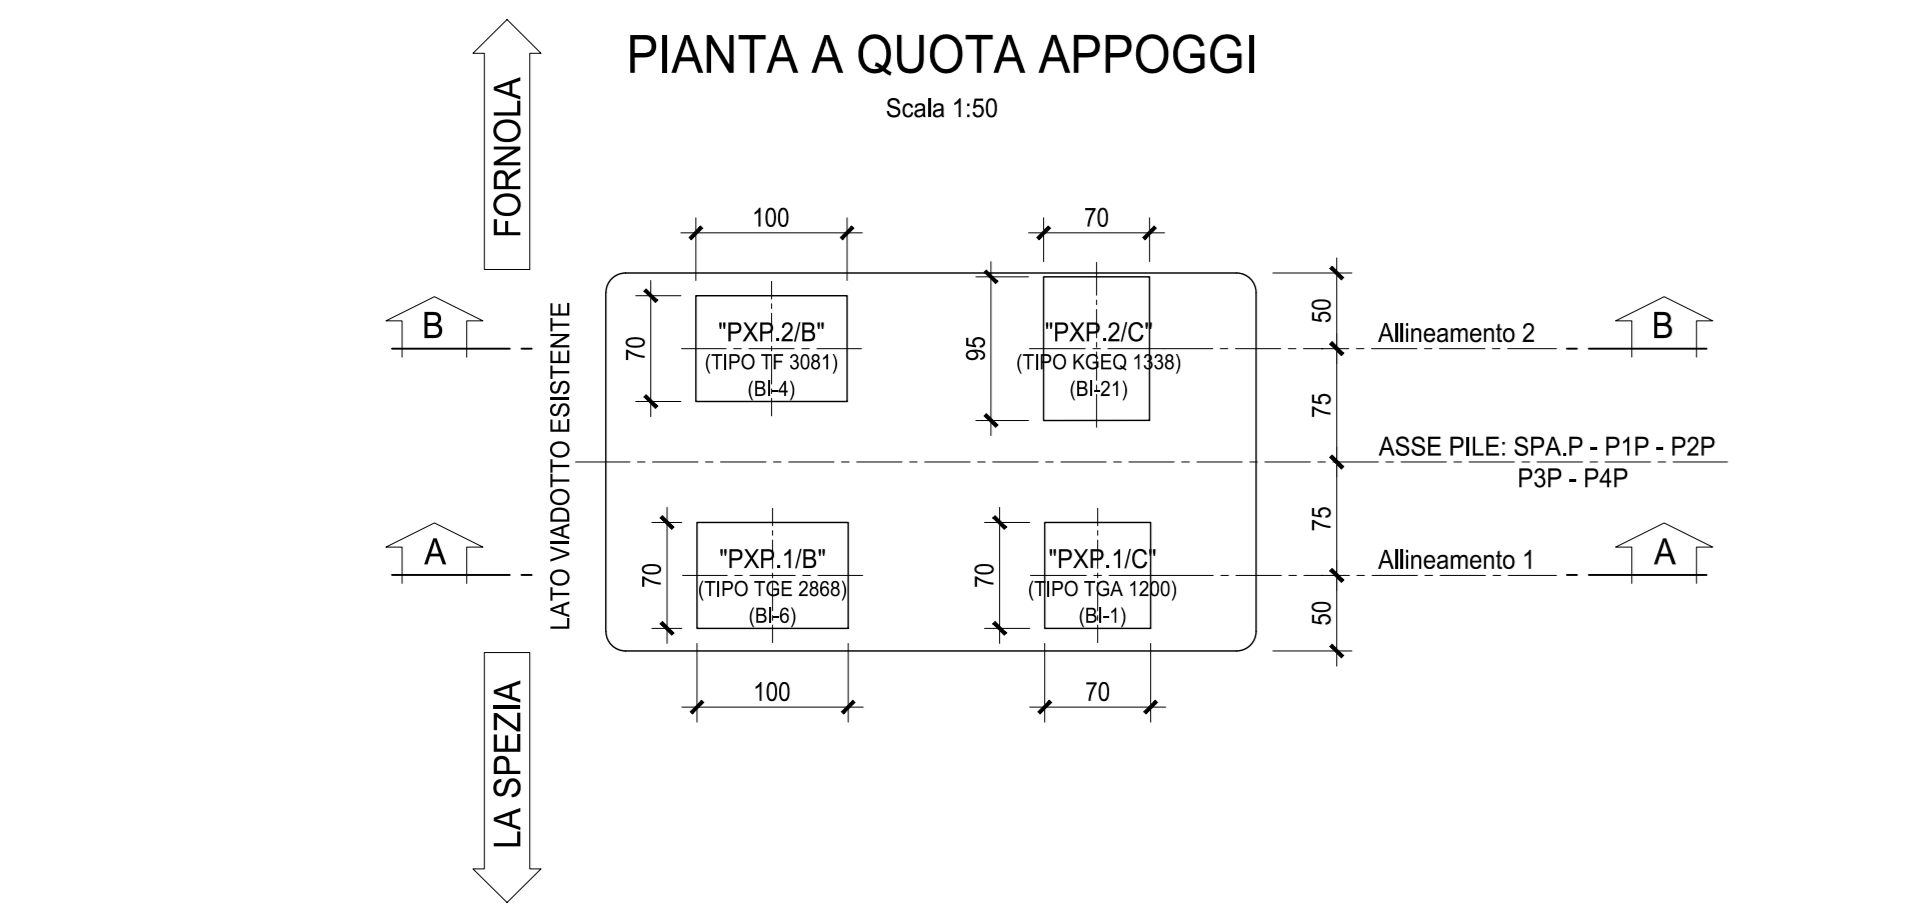 PIANTA A QUOTA APPOGGI
Scala 1:50
FORNOLA
100
70
B
LATO VIADOTTO ESISTENTE
70
"PXP.2/B"
(TIPO TF 3081)
(BI-4)
95
"PXP.2/C"
(TIPO KGEQ 1338)
(BI-21)
50
Allineamento 2
B
75
ASSE PILE: SPA.P - P1P - P2P
P3P - P4P
75
A
70
"PXP.1/B"
(TIPO TGE 2868)
(BI-6)
70
"PXP.1/C"
(TIPO TGA 1200)
(BI-1)
Allineamento 1
A
50
LA SPEZIA
100
70